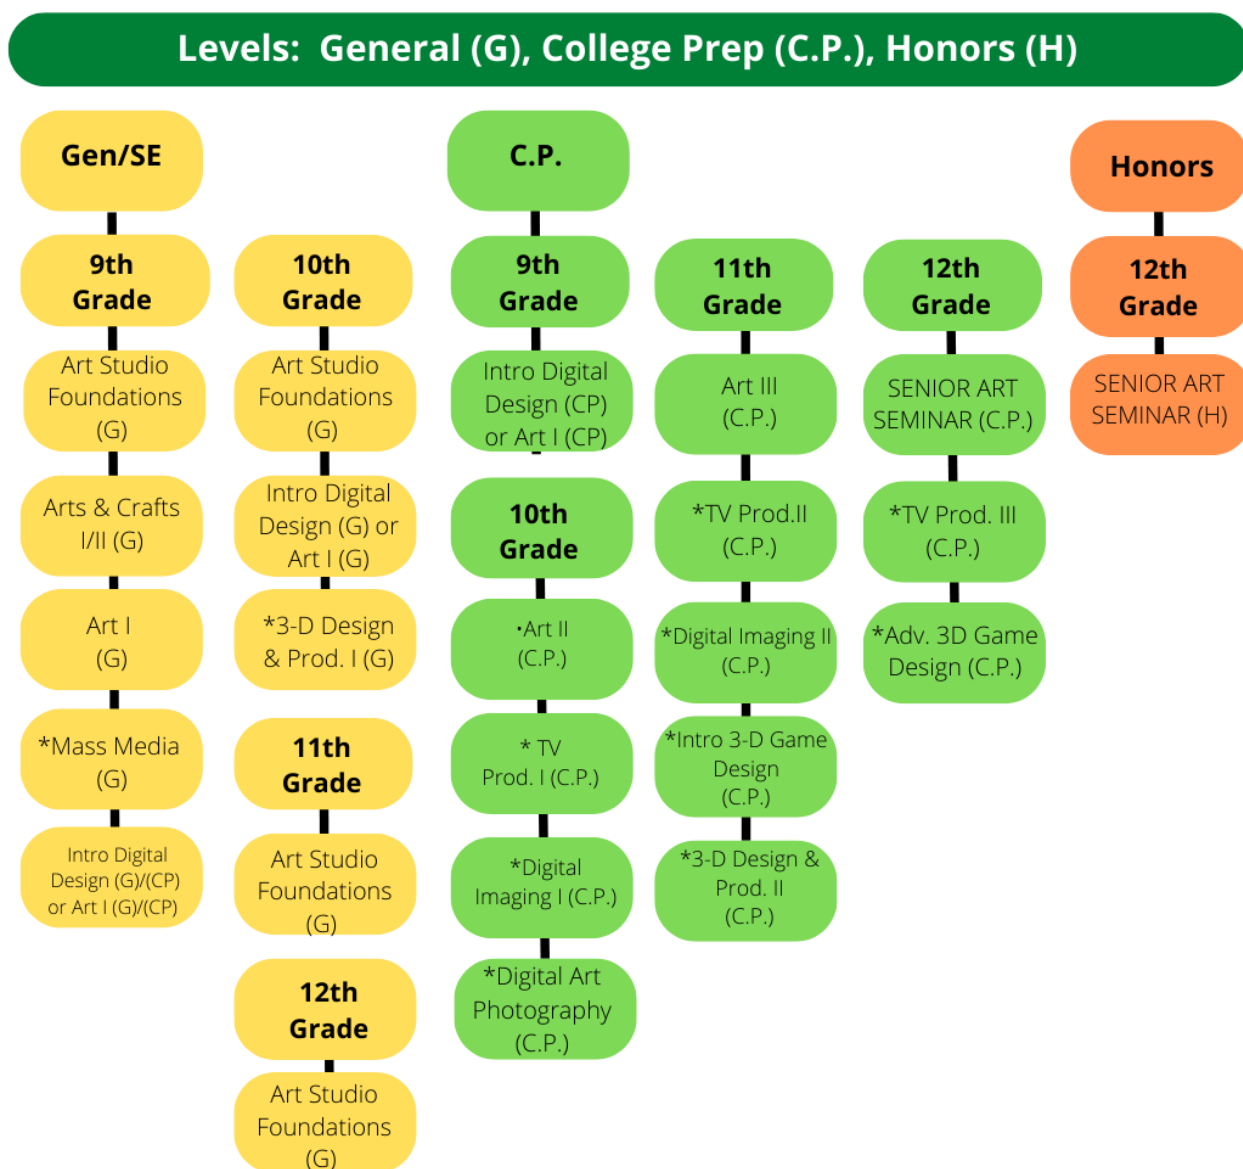 Levels:  General (G), College Prep (C.P.), Honors (H)
Gen/SE
9th
Grade
Art Studio
Foundations
(G)
Arts & Crafts
I/II (G)
Art I
(G)
*Mass Media
(G)
Intro Digital
Design (G)/(CP)
or Art I (G)/(CP)
10th
Grade
Art Studio
Foundations
(G)
Intro Digital
Design (G) or
Art I (G)
*3-D Design
& Prod. I (G)
11th
Grade
Art Studio
Foundations
(G)
12th
Grade
Art Studio
Foundations
(G)
C.P.
9th
Grade
Intro Digital
Design (CP)
or Art I (CP)
10th
Grade
•Art II
(C.P.)
* TV
Prod. I (C.P.)
*Digital
Imaging I (C.P.)
*Digital Art
Photography
(C.P.)
11th
Grade
Art III
(C.P.)
*TV Prod.II
(C.P.)
*Digital Imaging II
(C.P.)
*Intro 3-D Game
Design
(C.P.)
*3-D Design &
Prod. II
(C.P.)
12th
Grade
SENIOR ART
SEMINAR (C.P.)
*TV Prod. III
(C.P.)
*Adv. 3D Game
Design (C.P.)
Honors
12th
Grade
SENIOR ART
SEMINAR (H)